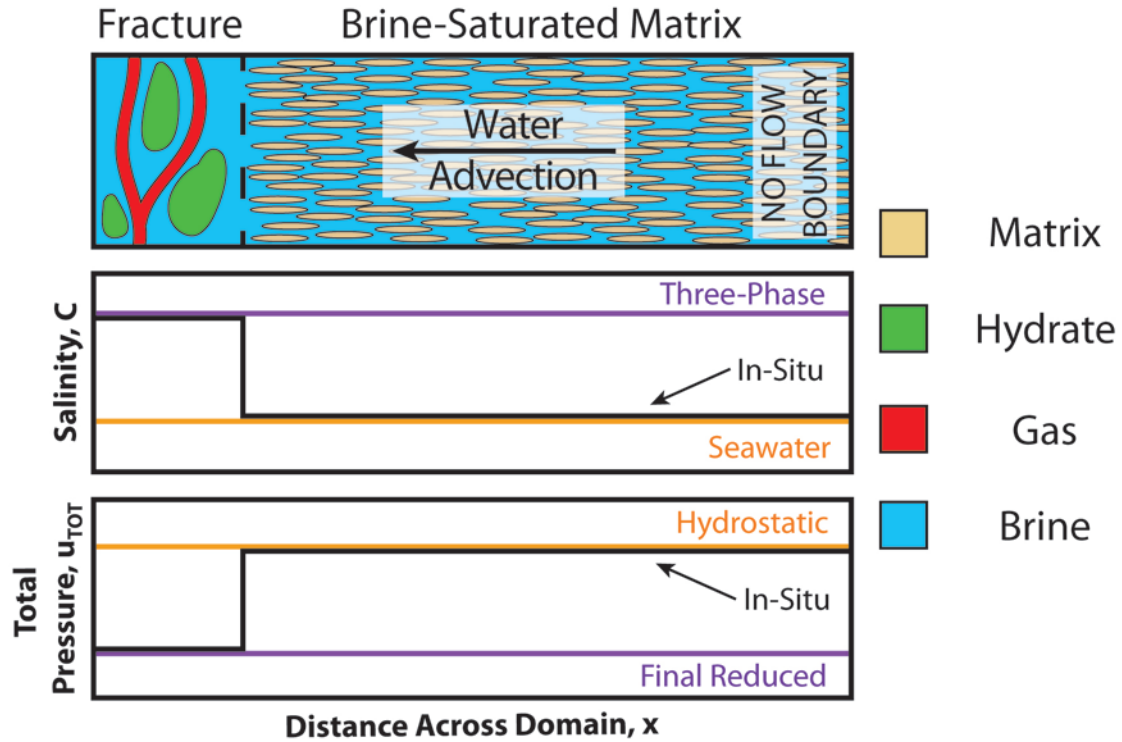 Fracture
Brine-Saturated Matrix
Water
Advection
NO FLOW
BOUNDARY
Matrix
Hydrate
Gas
Brine
Salinity, C
Three-Phase
In-Situ
Seawater
Total
Pressure, uTOT
Hydrostatic
In-Situ
Final Reduced
Distance Across Domain, x